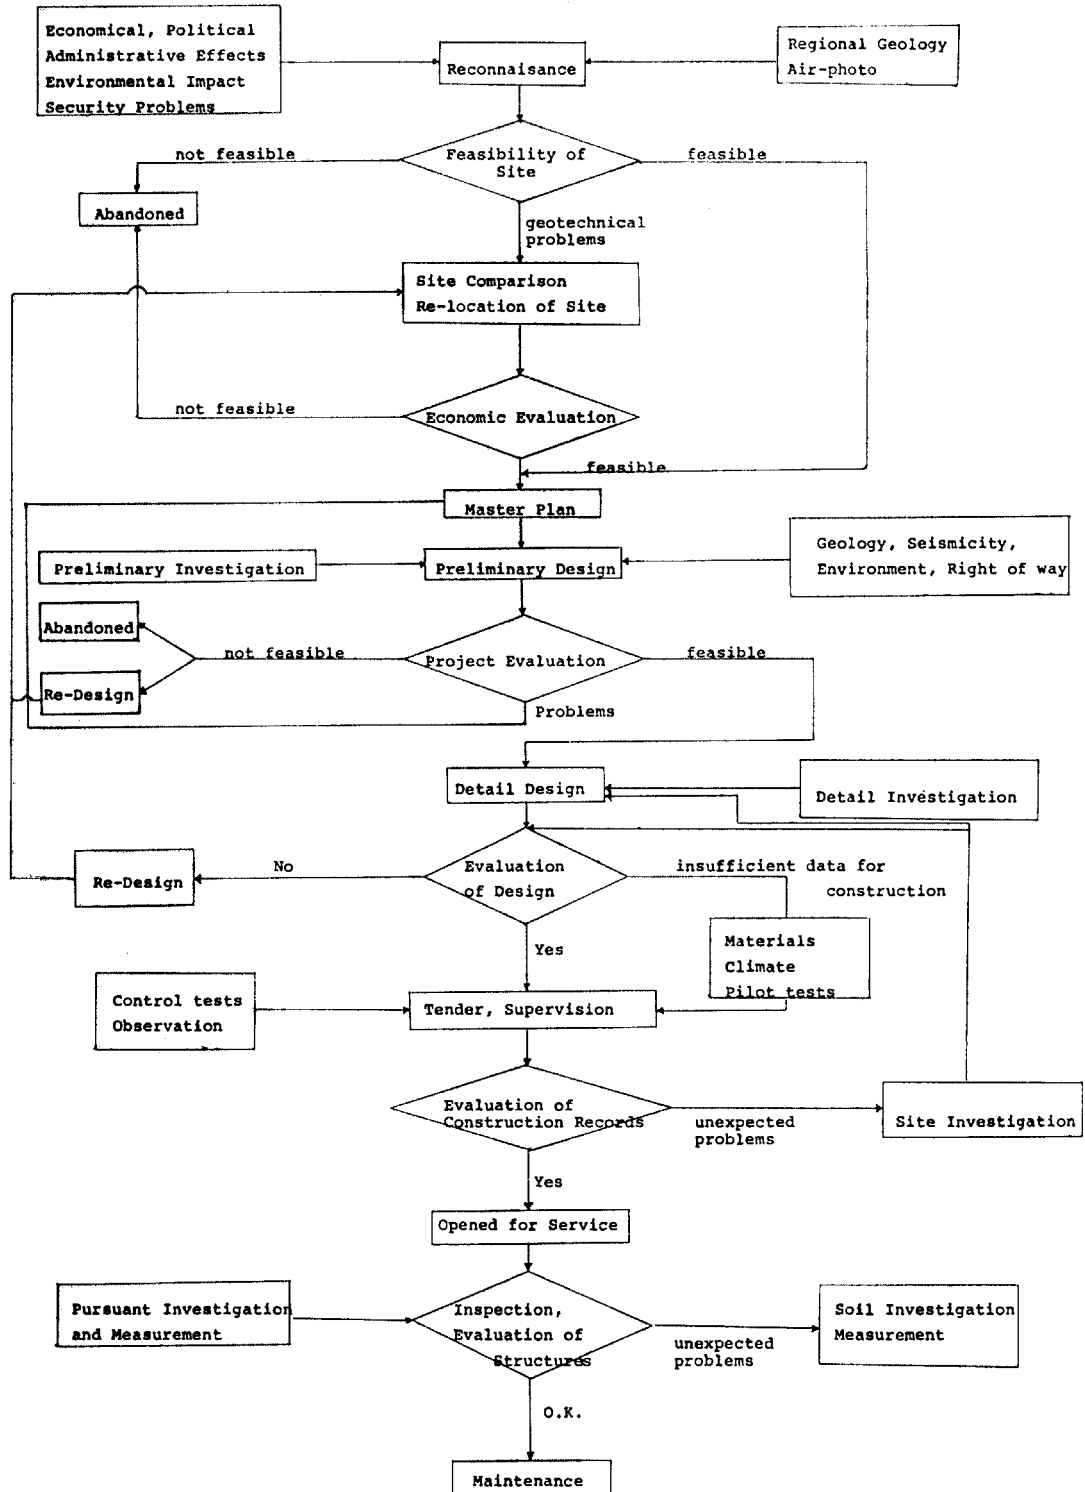 Economical, Political
Administrative Effects
Environmental Impact
Security Problems
Reconnaisance
Regional Geology
Air-photo
not feasible
Feasibility of
Site
feasible
Abandoned
geotechnical
problems
Site Comparison
Re-location of Site
not feasible
Economic Evaluation
feasible
Master Plan
Preliminary Investigation
Preliminary Design
Geology, Seismicity,
Environment, Right of way
Abandoned
not feasible
Project Evaluation
feasible
Re-Design
Problems
Detail Design
Detail Investigation
Re-Design
No
Evaluation
of Design
insufficient data for
construction
Yes
Materials
Climate
Pilot tests
Control tests
Observation
Tender, Supervision
Evaluation of
Construction Records
unexpected
problems
Site Investigation
Yes
Opened for Service
Pursuant Investigation
and Measurement
Inspection,
Evaluation of
Structures
unexpected
problems
Soil Investigation
Measurement
O.K.
Maintenance